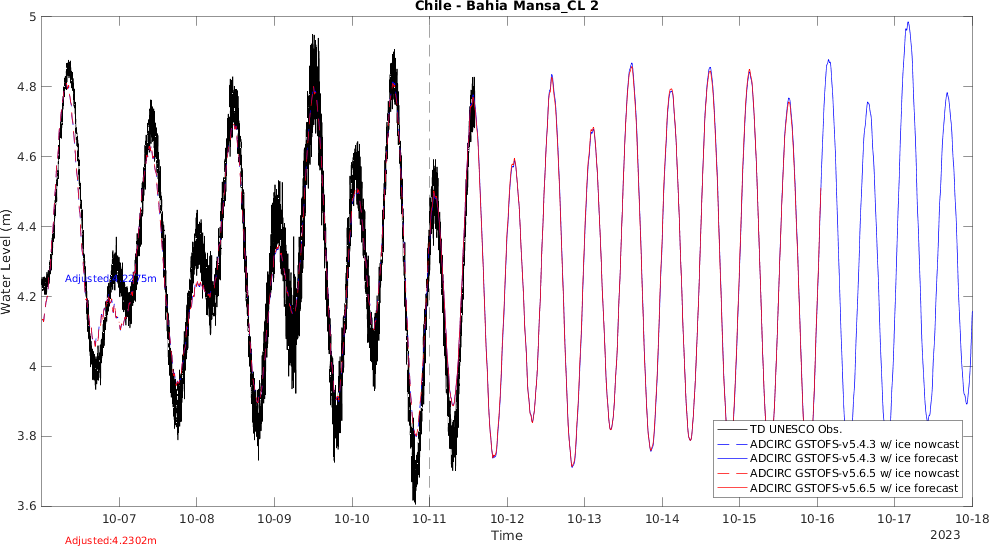 Chile - Bahia Mansa_CL 2
Water Level (m)
5
4.8
4.6
4.4
4.2
4
3.8
3.6
Adjusted:4.2275m
TD UNESCO Obs.
ADCIRC GSTOFS-v5.4.3 w/ ice nowcast
ADCIRC GSTOFS-v5.4.3 w/ ice forecast
ADCIRC GSTOFS-v5.6.5 w/ ice nowcast
ADCIRC GSTOFS-v5.6.5 w/ ice forecast
10-07 10-08 10-09 10-10 10-11 10-12 10-13 10-14 10-15 10-16 10-17 10-18
Time
2023
Adjusted:4.2302m